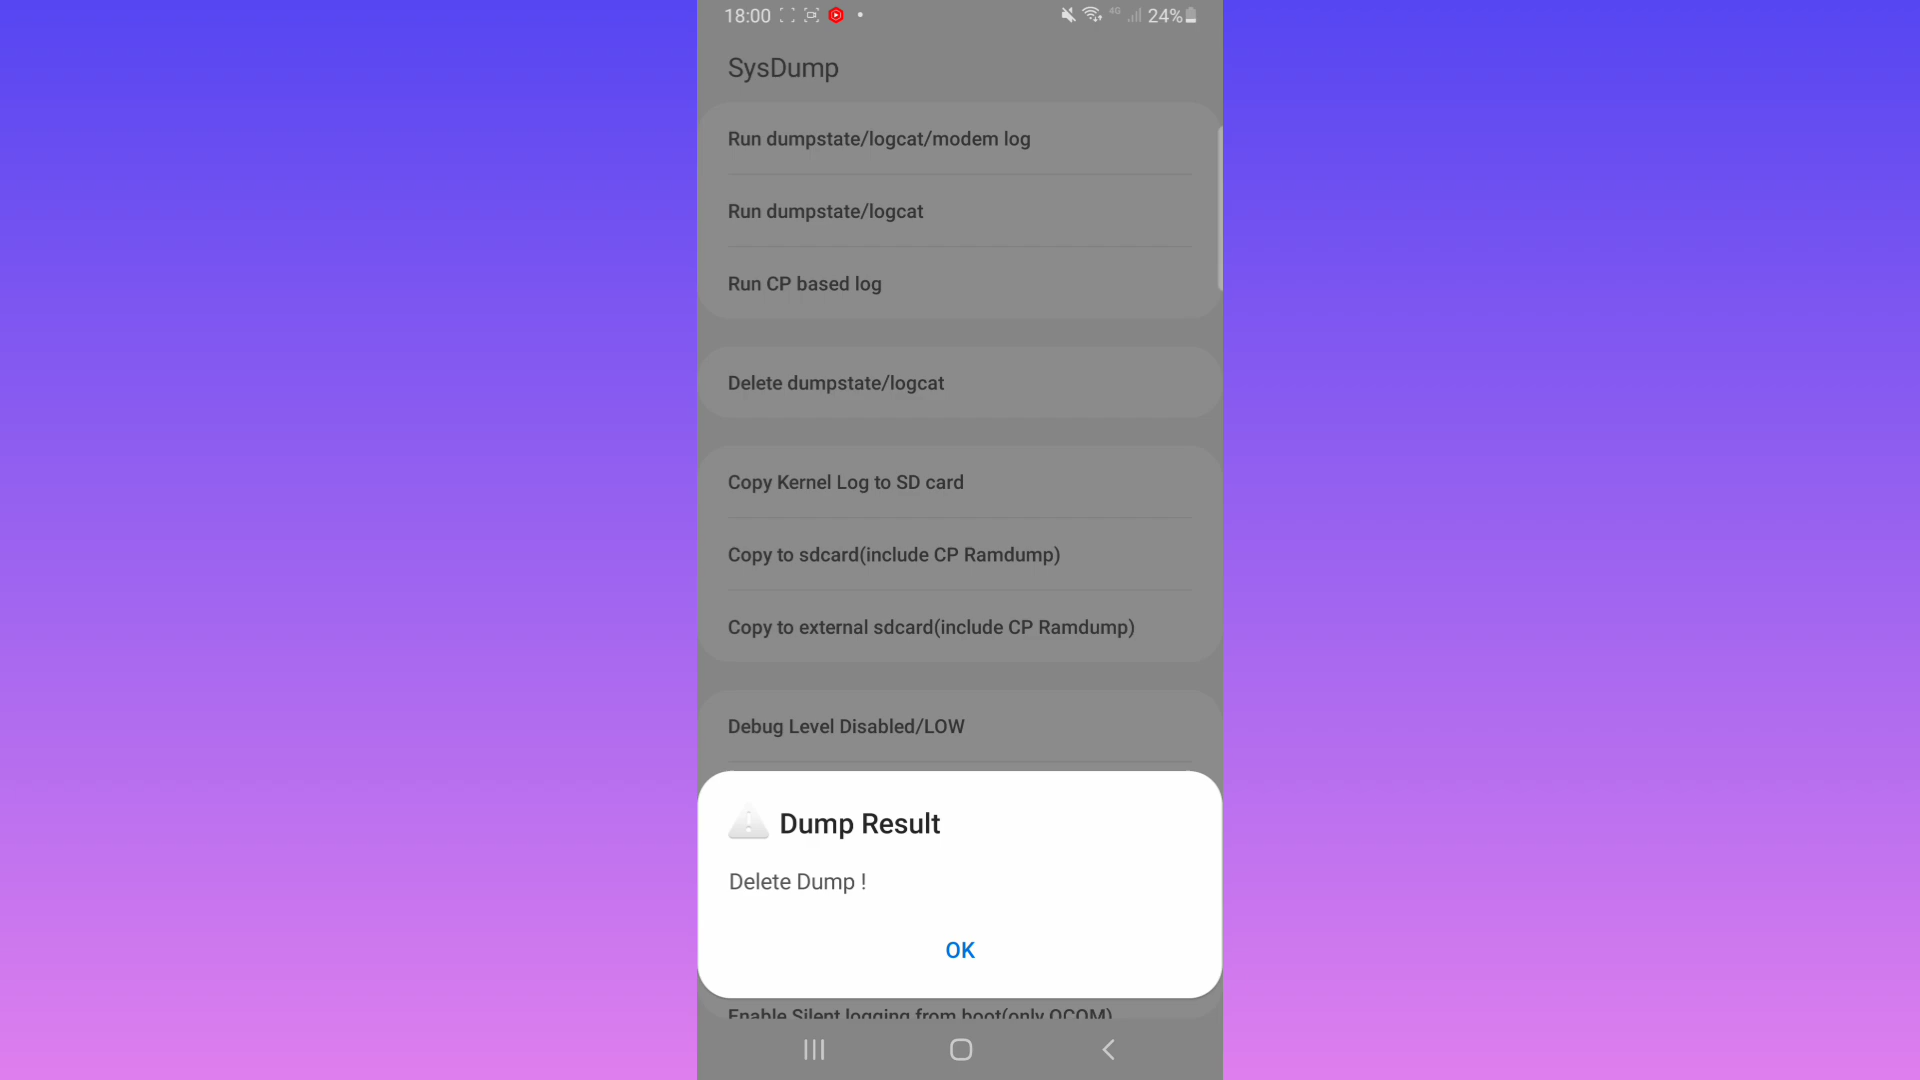 18:00
4G
24%
SysDump
Run dumpstate/logcat/modem log
Run dumpstate/logcat
Run CP based log
Delete dumpstate/logcat
Copy Kernel Log to SD card
Copy to sdcard(include CP Ramdump)
Copy to external sdcard(include CP Ramdump)
Debug Level Disabled/LOW
Dump Result
Delete Dump !
OK
Enable Silent logging from boot(only QCOM)